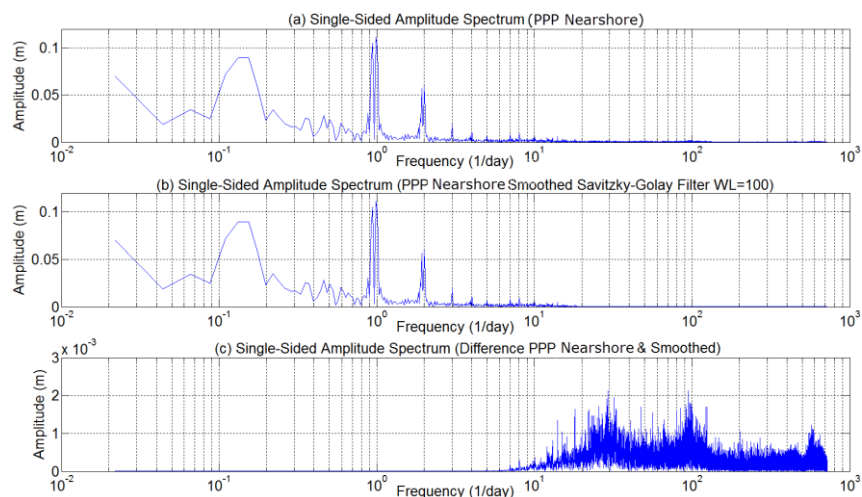 (a) Single-Sided Amplitude Spectrum (PPP Nearshore)
Amplitude (m)
0.1
0.05
0
10^-2
10^-1
10^0
10^1
10^2
10^3
Frequency (1/day)
(b) Single-Sided Amplitude Spectrum (PPP Nearshore Smoothed Savitzky-Golay Filter WL=100)
Amplitude (m)
0.1
0.05
0
10^-2
10^-1
10^0
10^1
10^2
10^3
Frequency (1/day)
x 10^-3
(c) Single-Sided Amplitude Spectrum (Difference PPP Nearshore & Smoothed)
Amplitude (m)
3
2
1
0
10^-2
10^-1
10^0
10^1
10^2
10^3
Frequency (1/day)